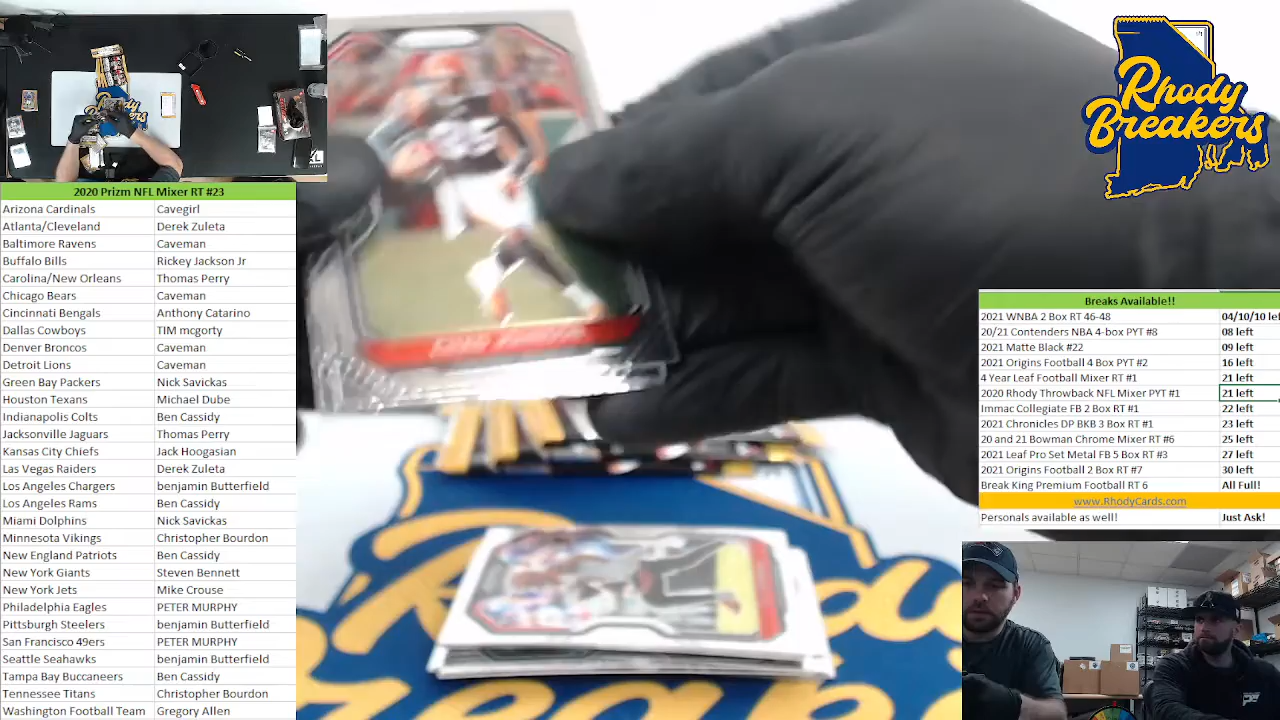 Rhody
Breakers
2020 Prizm NFL Mixer RT #23
Arizona Cardinals Cavegirl
Atlanta/Cleveland Derek Zuleta
Baltimore Ravens Caveman
Buffalo Bills Rickey Jackson Jr
Carolina/New Orleans Thomas Perry
Chicago Bears Caveman
Cincinnati Bengals Anthony Catarino
Dallas Cowboys TIM mcgorty
Denver Broncos Caveman
Detroit Lions Caveman
Green Bay Packers Nick Savickas
Houston Texans Michael Dube
Indianapolis Colts Ben Cassidy
Jacksonville Jaguars Thomas Perry
Kansas City Chiefs Jack Hoogasian
Las Vegas Raiders Derek Zuleta
Los Angeles Chargers benjamin Butterfield
Los Angeles Rams Ben Cassidy
Miami Dolphins Nick Savickas
Minnesota Vikings Christopher Bourdon
New England Patriots Ben Cassidy
New York Giants Steven Bennett
New York Jets Mike Crouse
Philadelphia Eagles PETER MURPHY
Pittsburgh Steelers benjamin Butterfield
San Francisco 49ers PETER MURPHY
Seattle Seahawks benjamin Butterfield
Tampa Bay Buccaneers Ben Cassidy
Tennessee Titans Christopher Bourdon
Washington Football Team Gregory Allen
Breaks Available!!
2021 WNBA 2 Box RT 46-48 04/10/10 left
20/21 Contenders NBA 4-box PYT #8 08 left
2021 Matte Black #22 09 left
2021 Origins Football 4 Box PYT #2 16 left
4 Year Leaf Football Mixer RT #1 21 left
2020 Rhody Throwback NFL Mixer PYT #1 21 left
Immac Collegiate FB 2 Box RT #1 22 left
2021 Chronicles DP BKB 3 Box RT #1 23 left
20 and 21 Bowman Chrome Mixer RT #6 25 left
2021 Leaf Pro Set Metal FB 5 Box RT #3 27 left
2021 Origins Football 2 Box RT #7 30 left
Break King Premium Football RT 6 All Full!
www.RhodyCards.com
Personals available as well! Just Ask!